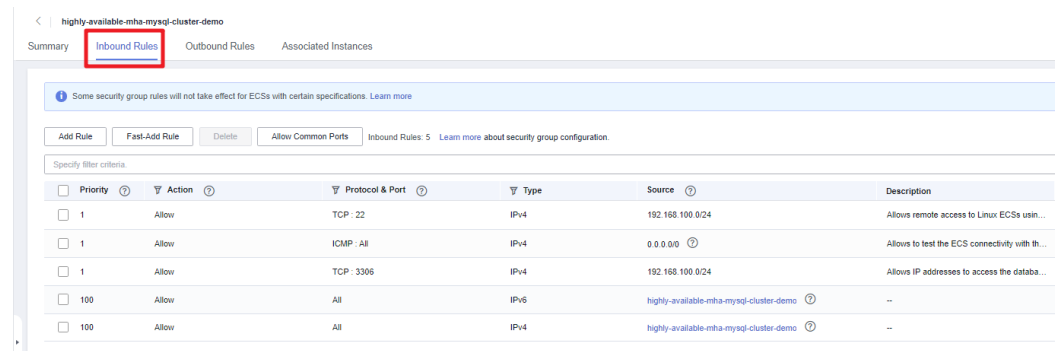 highly-available-mha-mysql-cluster-demo
Summary Inbound Rules Outbound Rules Associated Instances
Some security group rules will not take effect for ECSs with certain specifications. Learn more
Add Rule Fast-Add Rule Delete Allow Common Ports Inbound Rules: 5 Learn more about security group configuration.
Specify filter criteria.
Priority Action Protocol & Port Type Source Description
1 Allow TCP : 22 IPv4 192.168.100.0/24 Allows remote access to Linux ECSs usin...
1 Allow ICMP : All IPv4 0.0.0.0/0 Allows to test the ECS connectivity with th...
1 Allow TCP : 3306 IPv4 192.168.100.0/24 Allows IP addresses to access the databa...
100 Allow All IPv6 highly-available-mha-mysql-cluster-demo --
100 Allow All IPv4 highly-available-mha-mysql-cluster-demo --